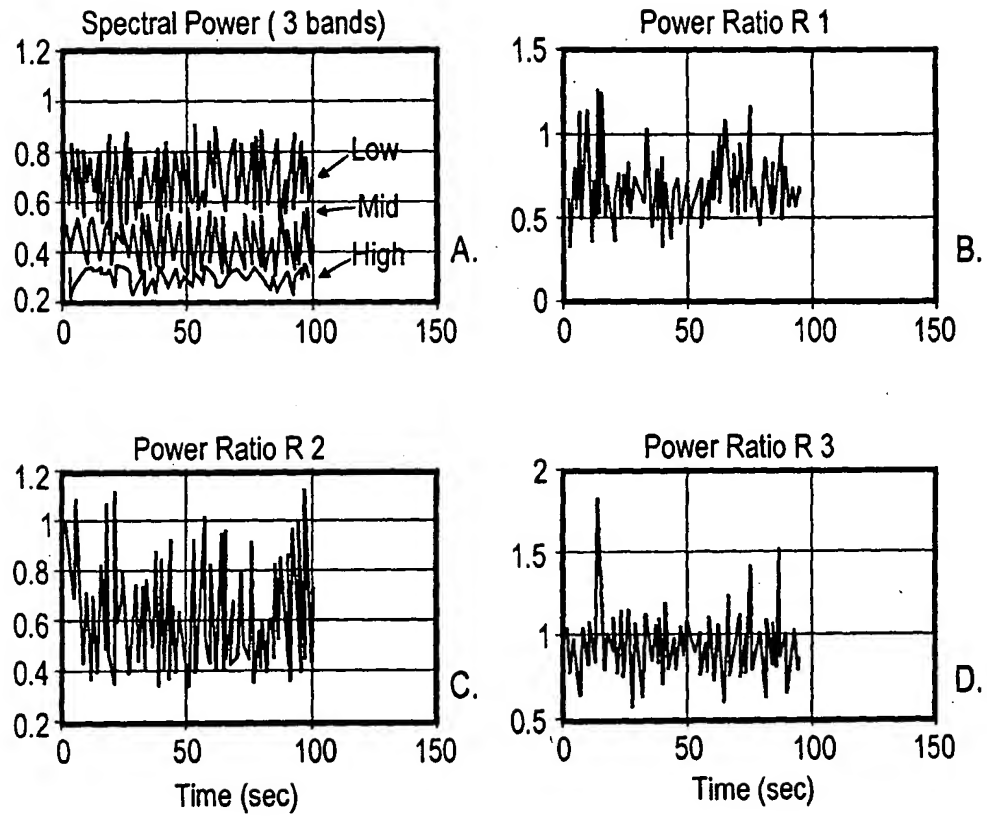 Spectral Power ( 3 bands)
1.2
1
0.8
0.6
0.4
0.2
0 50 100 150
Low
Mid
High
A.
Power Ratio R 1
1.5
1
0.5
0
0 50 100 150
B.
Power Ratio R 2
1.2
1
0.8
0.6
0.4
0.2
0 50 100 150
Time (sec)
C.
Power Ratio R 3
2
1.5
1
0.5
0 50 100 150
Time (sec)
D.